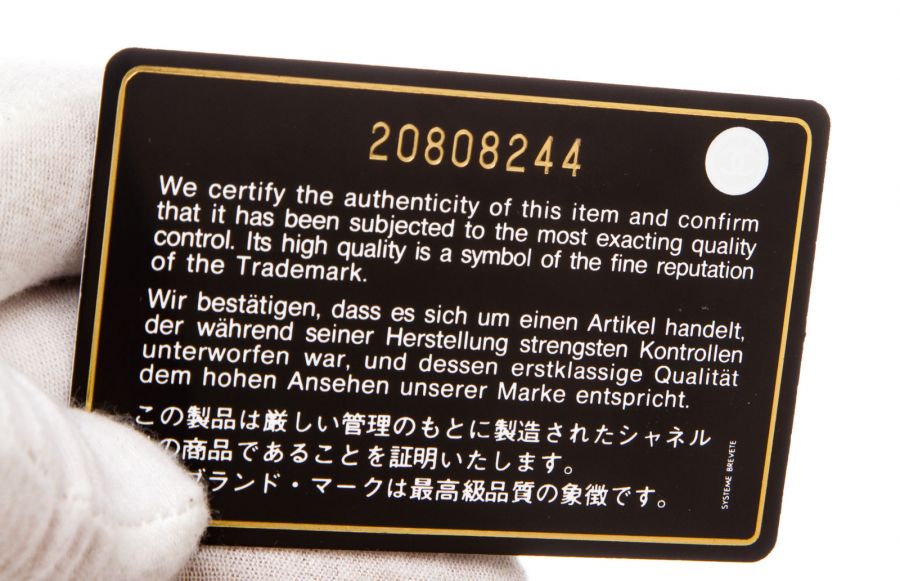 20808244
We certify the authenticity of this item and confirm
that it has been subjected to the most exacting quality
control. Its high quality is a symbol of the fine reputation
of the Trademark.
Wir bestätigen, dass es sich um einen Artikel handelt,
der während seiner Herstellung strengsten Kontrollen
unterworfen war, und dessen erstklassige Qualität
dem hohen Ansehen unserer Marke entspricht.
この製品は厳しい管理のもとに製造されたシャネル
の商品であることを証明いたします。
ブランド・マークは最高級品質の象徴です。
SYSTEME BREVETE